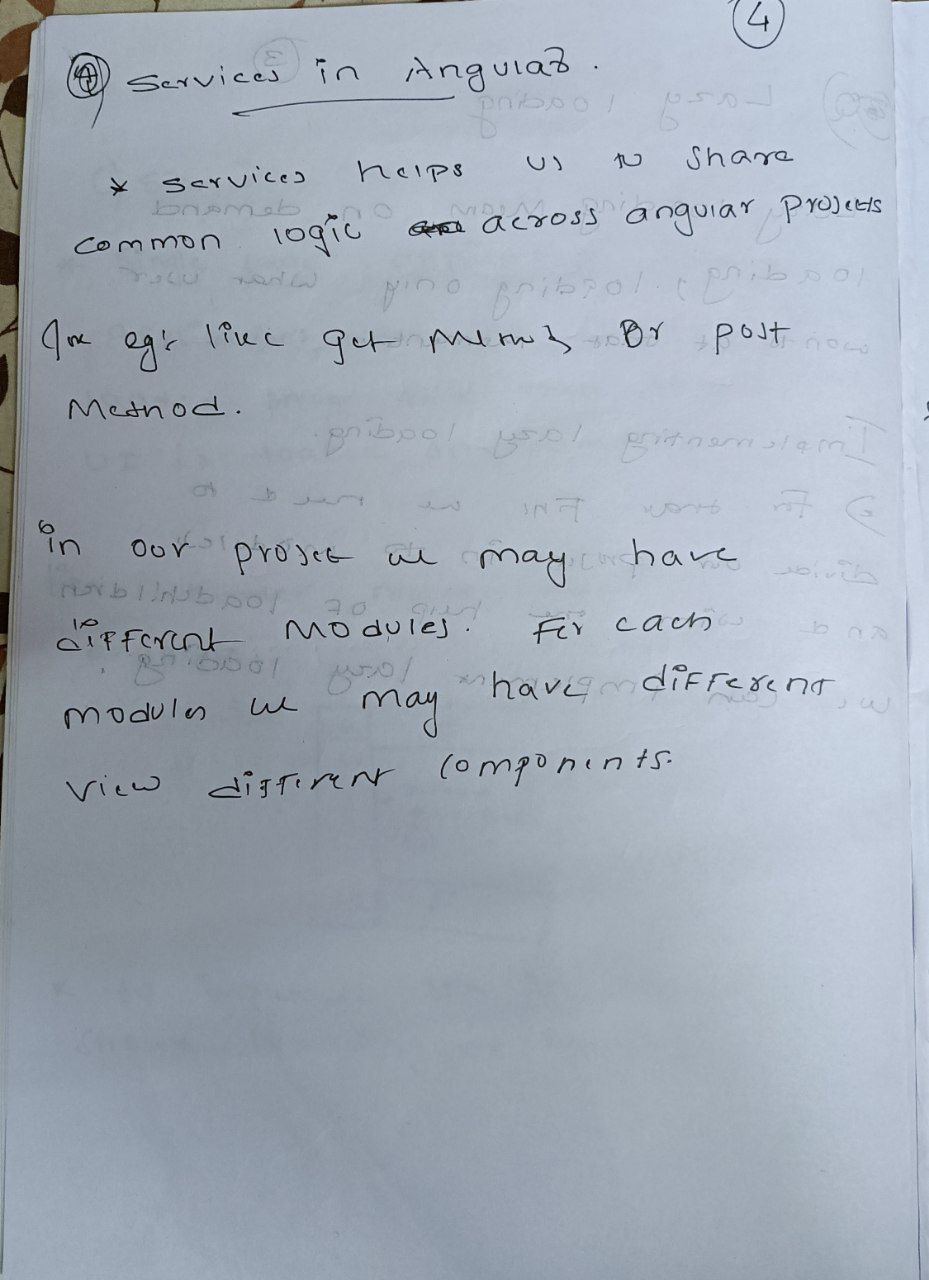 4
④ Services in Angular.
* services helps us to share
common logic across angular projects
for eg's like get Method or post
Method.
in our project we may have
different modules. For each
modules we may have different
view different components.